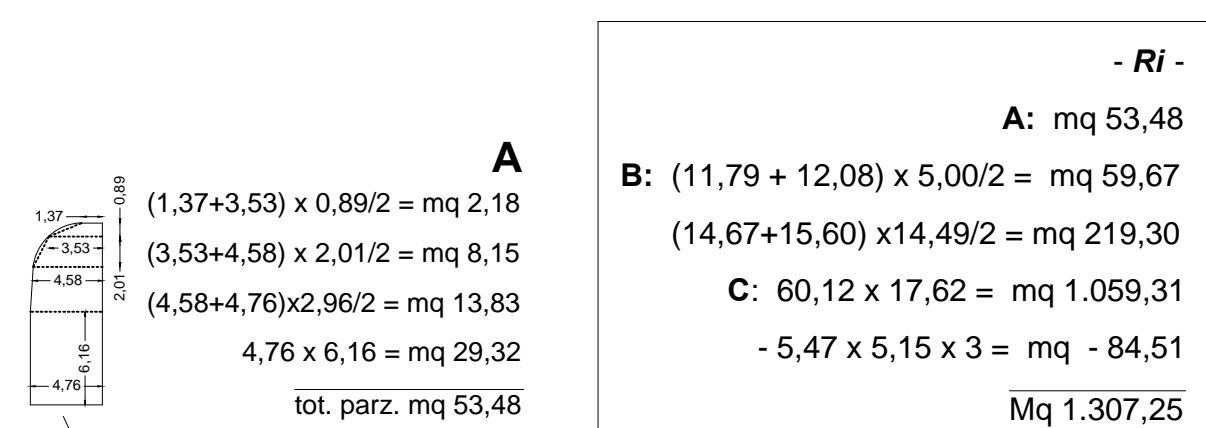 A
(1,37+3,53) x 0,89/2 = mq 2,18
(3,53+4,58) x 2,01/2 = mq 8,15
(4,58+4,76)x2,96/2 = mq 13,83
4,76 x 6,16 = mq 29,32
tot. parz. mq 53,48
1,37
0,89
3,53
4,58
2,01
6,16
4,76
- Ri -
A: mq 53,48
B: (11,79 + 12,08) x 5,00/2 = mq 59,67
(14,67+15,60) x14,49/2 = mq 219,30
C: 60,12 x 17,62 = mq 1.059,31
- 5,47 x 5,15 x 3 = mq - 84,51
Mq 1.307,25